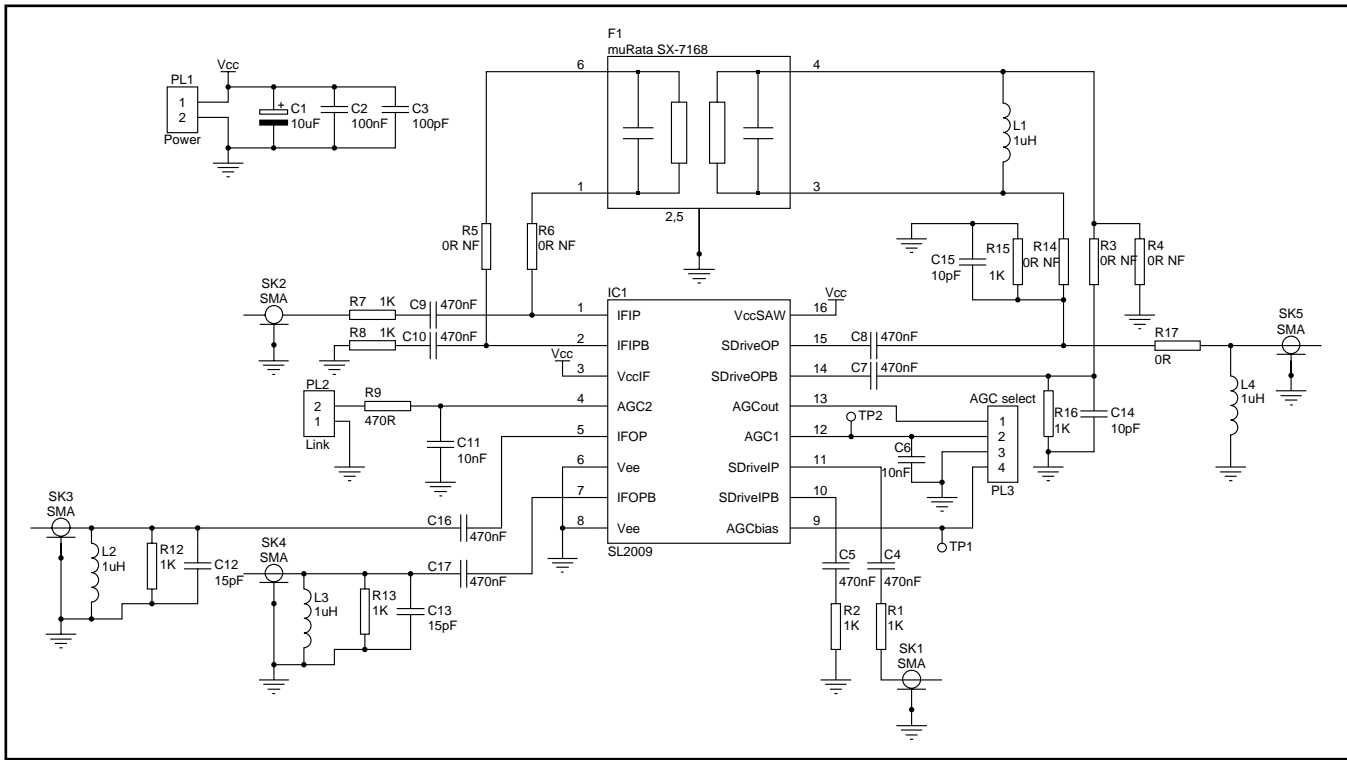 F1
muRata SX-7168
6
4
1
3
2,5
Vcc
PL1
1
2
Power
+
C1
10uF
C2
100nF
C3
100pF
L1
1uH
R5
0R NF
R6
0R NF
C15
10pF
R15
1K
R14
0R NF
R3
0R NF
R4
0R NF
SK2
SMA
R7 1K
C9 470nF
R8 1K
C10 470nF
Vcc
PL2
2
1
Link
R9
470R
C11
10nF
IC1
1 IFIP
2 IFIPB
3 VccIF
4 AGC2
5 IFOP
6 Vee
7 IFOPB
8 Vee
VccSAW 16
SDriveOP 15
SDriveOPB 14
AGCout 13
AGC1 12
SDriveIP 11
SDriveIPB 10
AGCbias 9
SL2009
Vcc
C8 470nF
C7 470nF
R17
0R
SK5
SMA
L4
1uH
TP2
AGC select
1
2
3
4
PL3
R16
1K
C14
10pF
C6
10nF
TP1
SK3
SMA
L2
1uH
R12
1K
C12
15pF
C16
470nF
SK4
SMA
L3
1uH
R13
1K
C13
15pF
C17
470nF
C5
470nF
C4
470nF
R2
1K
R1
1K
SK1
SMA